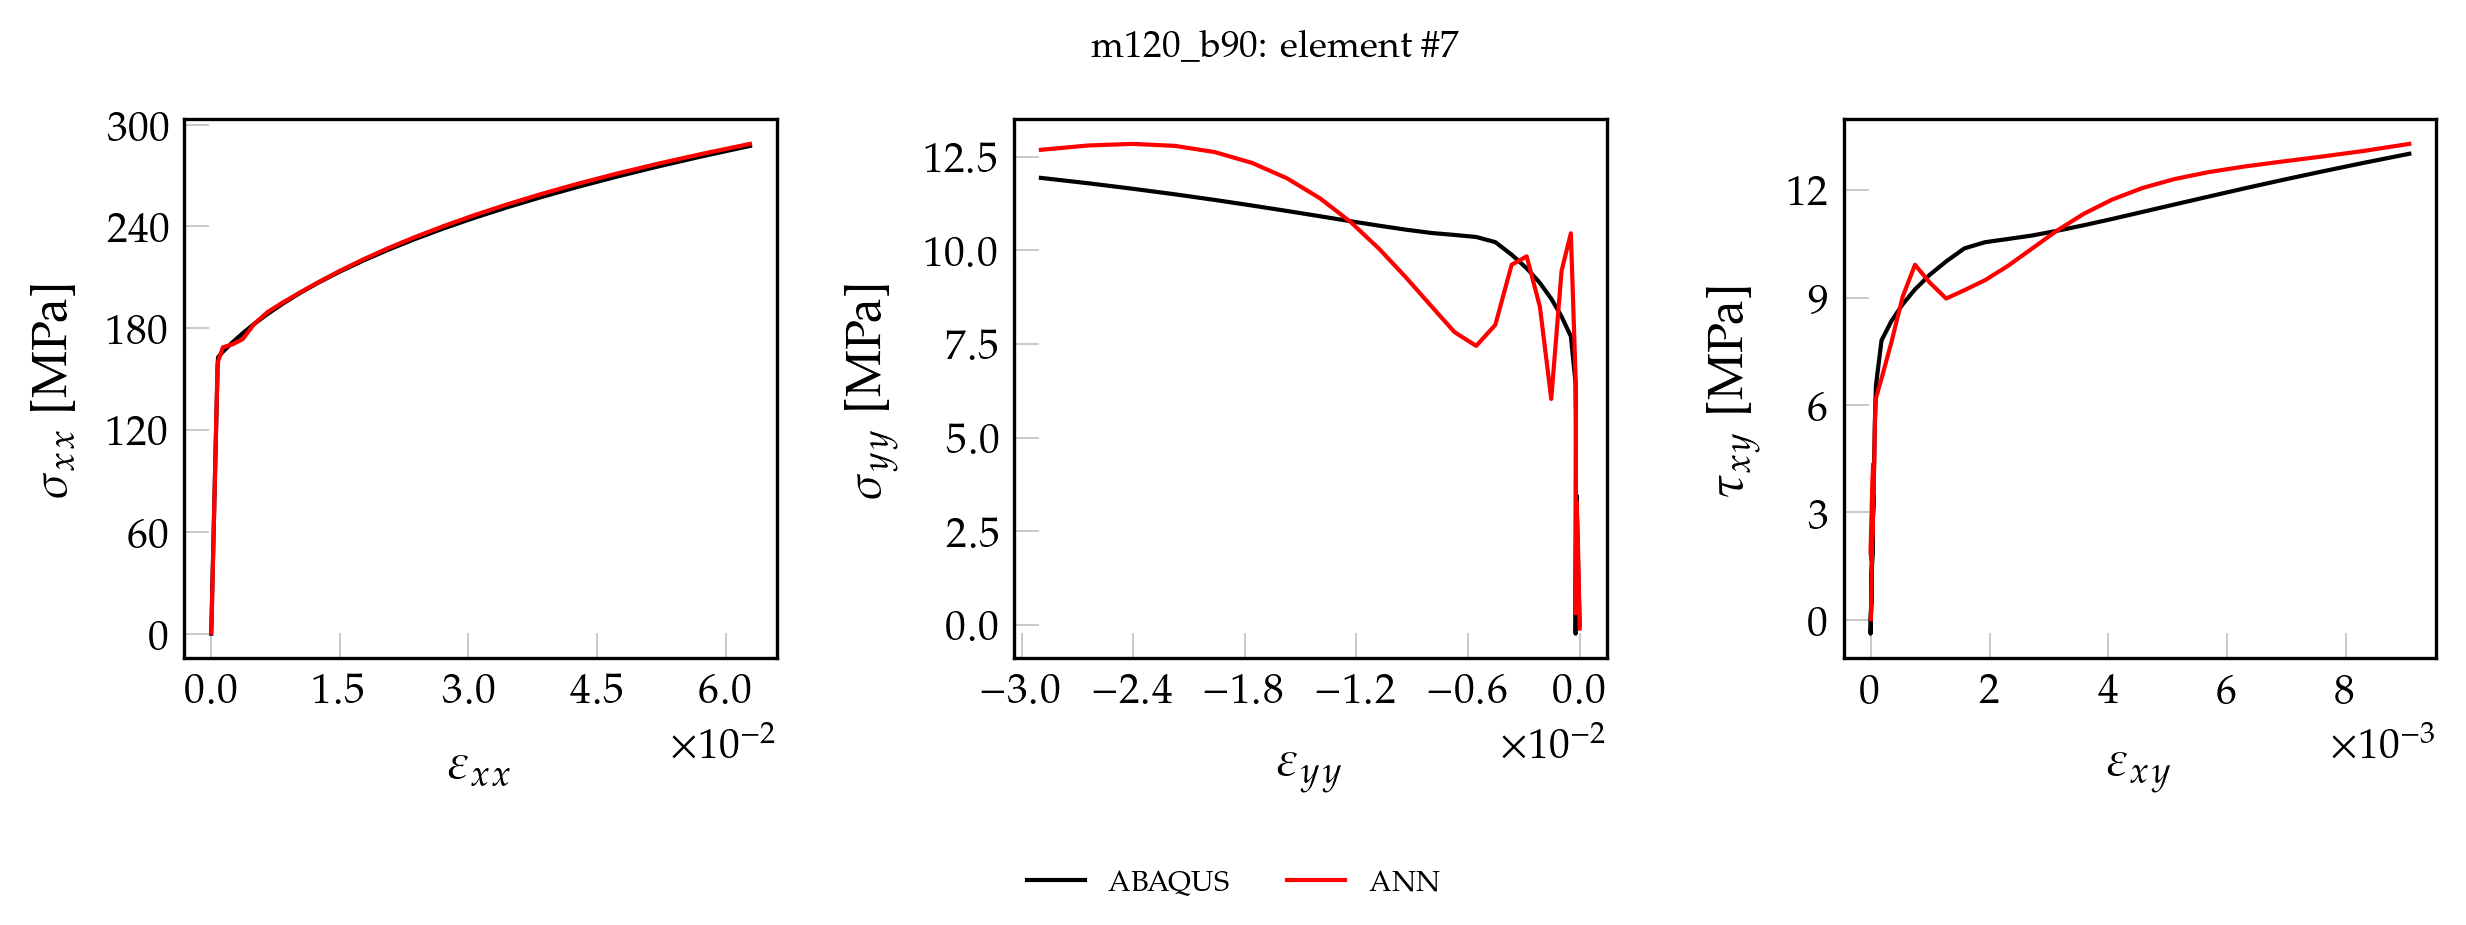 m120_b90: element #7
300
240
180
120
60
0
σxx [MPa]
0.0 1.5 3.0 4.5 6.0
×10−2
εxx
12.5
10.0
7.5
5.0
2.5
0.0
σyy [MPa]
−3.0 −2.4 −1.8 −1.2 −0.6 0.0
×10−2
εyy
12
9
6
3
0
τxy [MPa]
0 2 4 6 8
×10−3
εxy
ABAQUS ANN